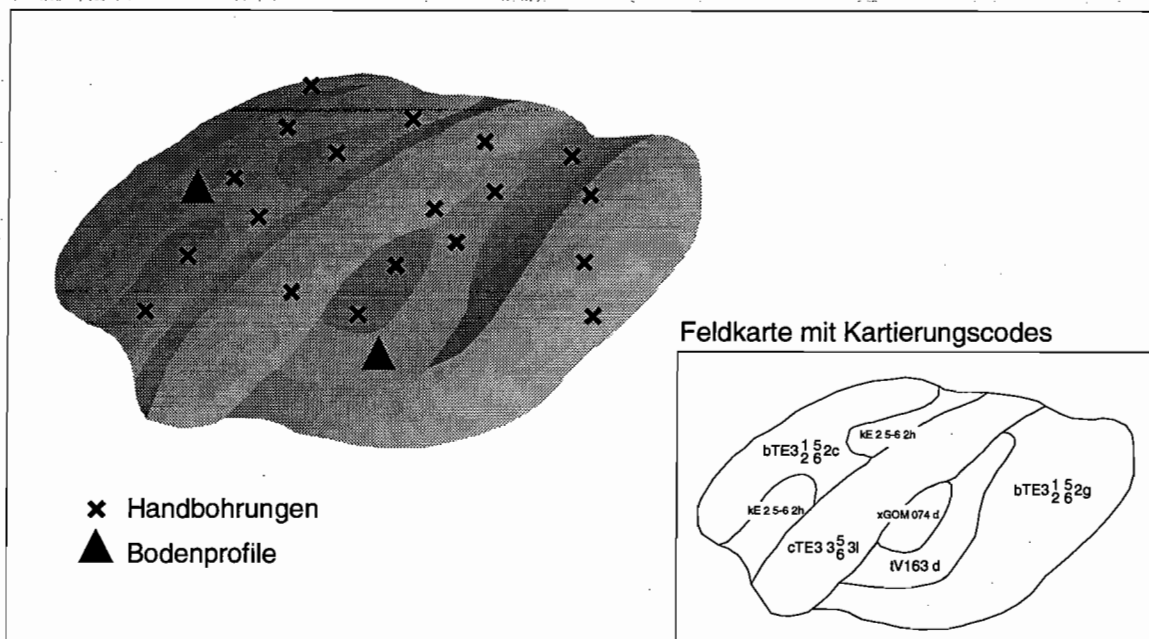 Feldkarte mit Kartierungscodes
kE 2 5-6 2h
bTE3 1/2 5/6 2c
bTE3 1/2 5/6 2g
kE 2 5-6 2h
xGOM 074 d
cTE3 3 5/6 3l
tV163 d
Handbohrungen
Bodenprofile